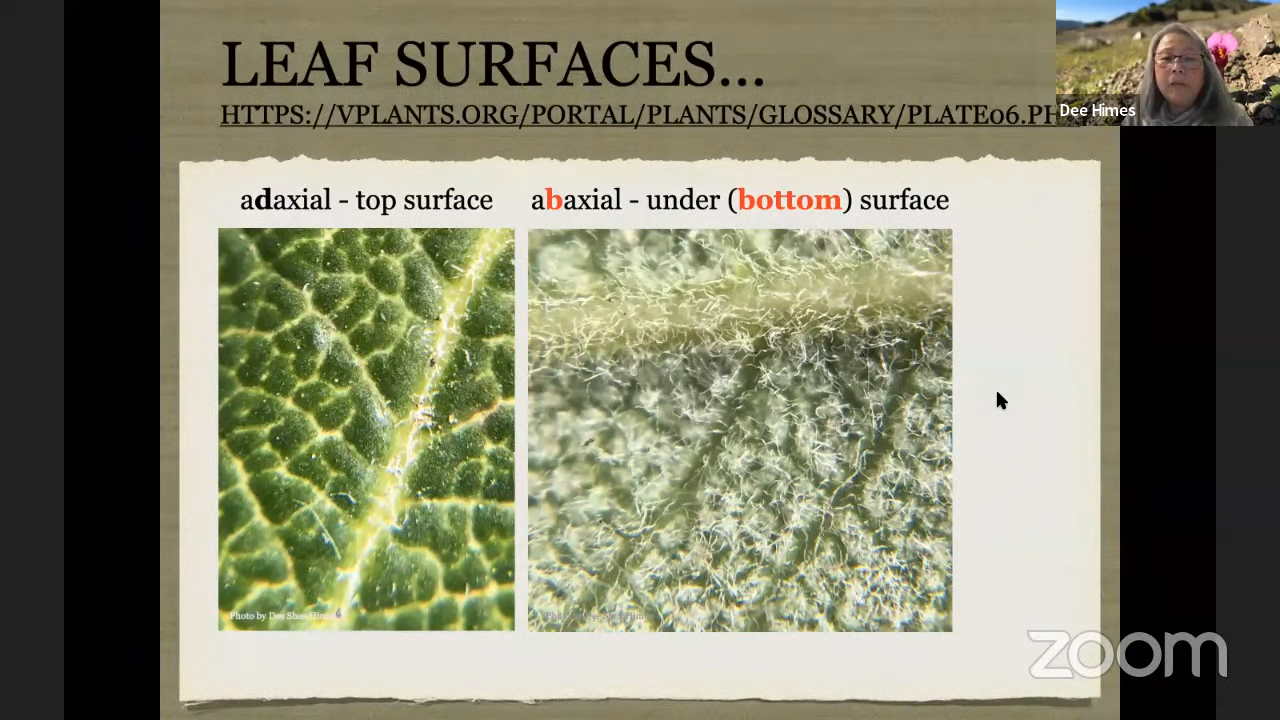 LEAF SURFACES...
HTTPS://VPLANTS.ORG/PORTAL/PLANTS/GLOSSARY/PLATE06.PH
Dee Himes
adaxial - top surface
abaxial - under (bottom) surface
Photo by Dee Shea Himes
zoom